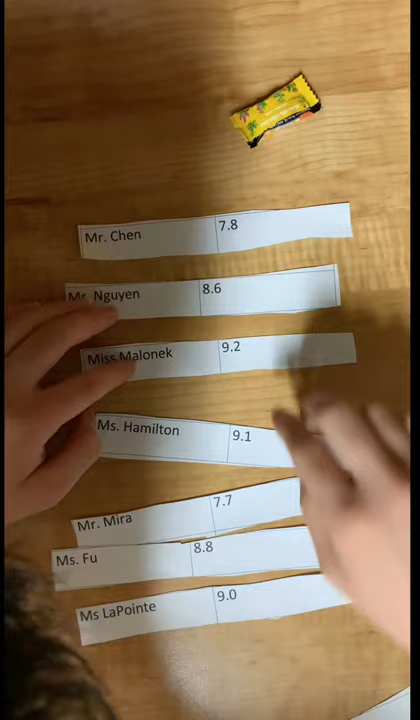 Mr. Chen 7.8
Mr. Nguyen 8.6
Miss Malonek 9.2
Ms. Hamilton 9.1
Mr. Mira 7.7
Ms. Fu 8.8
Ms LaPointe 9.0